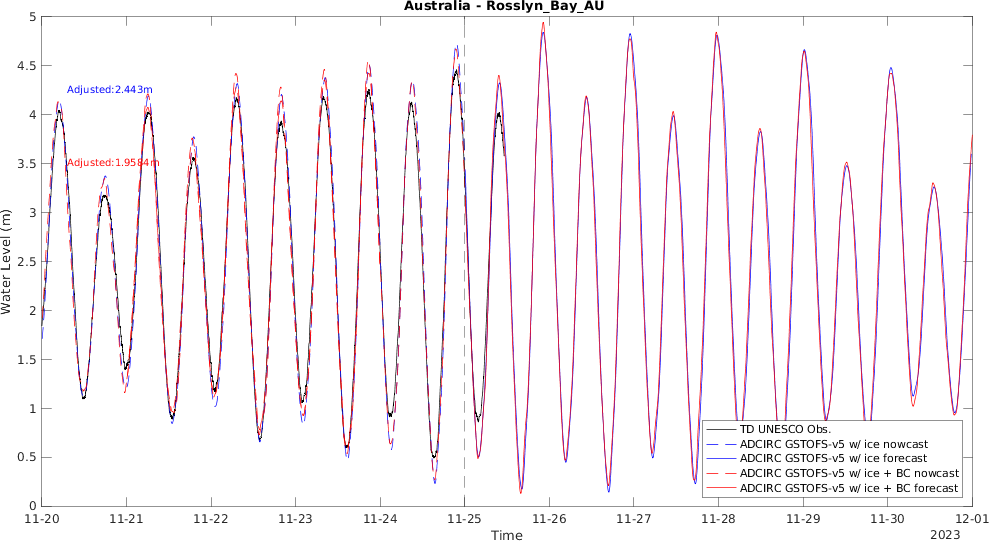 Australia - Rosslyn_Bay_AU
5
4.5
4
3.5
3
2.5
2
1.5
1
0.5
0
Water Level (m)
Adjusted:2.443m
Adjusted:1.9584m
TD UNESCO Obs.
ADCIRC GSTOFS-v5 w/ ice nowcast
ADCIRC GSTOFS-v5 w/ ice forecast
ADCIRC GSTOFS-v5 w/ ice + BC nowcast
ADCIRC GSTOFS-v5 w/ ice + BC forecast
11-20 11-21 11-22 11-23 11-24 11-25 11-26 11-27 11-28 11-29 11-30 12-01
Time
2023